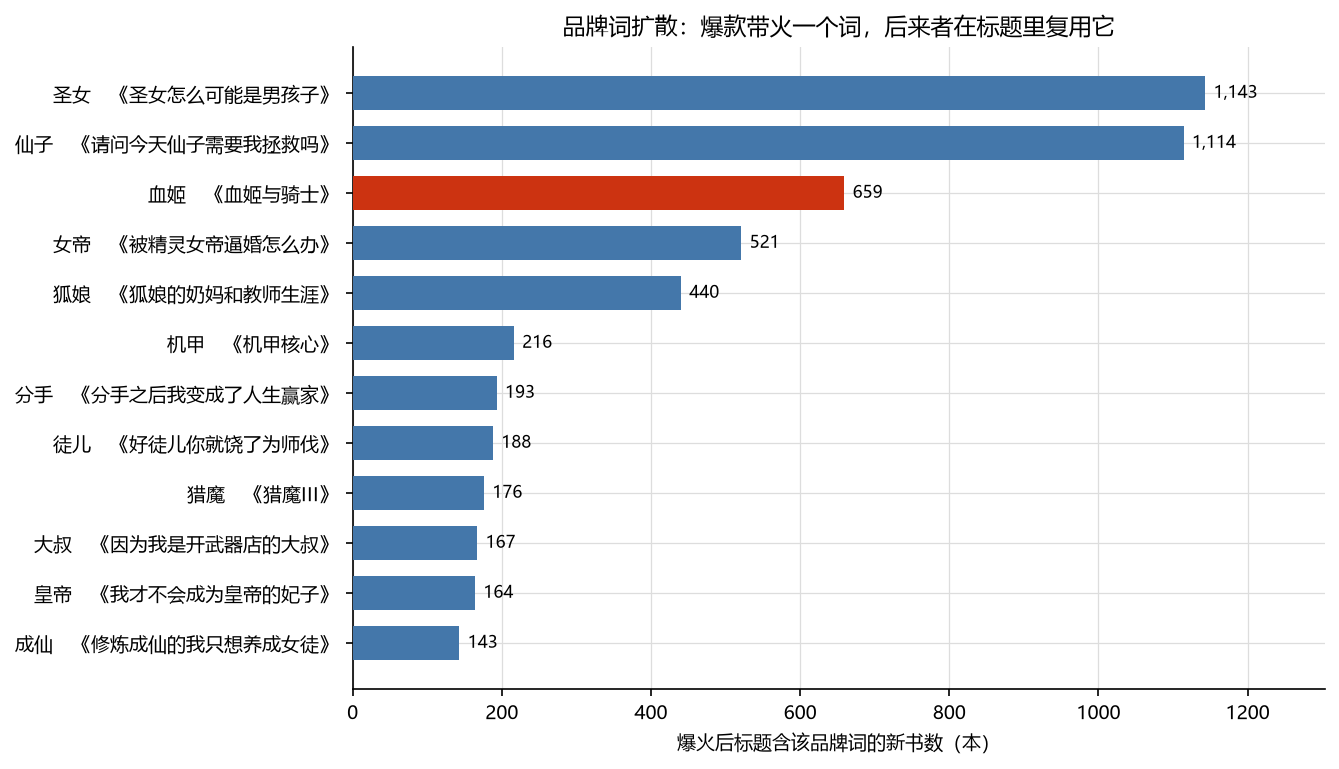 品牌词扩散：爆款带火一个词，后来者在标题里复用它
圣女 《圣女怎么可能是男孩子》 1,143
仙子 《请问今天仙子需要我拯救吗》 1,114
血姬 《血姬与骑士》 659
女帝 《被精灵女帝逼婚怎么办》 521
狐娘 《狐娘的奶妈和教师生涯》 440
机甲 《机甲核心》 216
分手 《分手之后我变成了人生赢家》 193
徒儿 《好徒儿你就饶了为师伐》 188
猎魔 《猎魔III》 176
大叔 《因为我是开武器店的大叔》 167
皇帝 《我才不会成为皇帝的妃子》 164
成仙 《修炼成仙的我只想养成女徒》 143
0 200 400 600 800 1000 1200
爆火后标题含该品牌词的新书数（本）